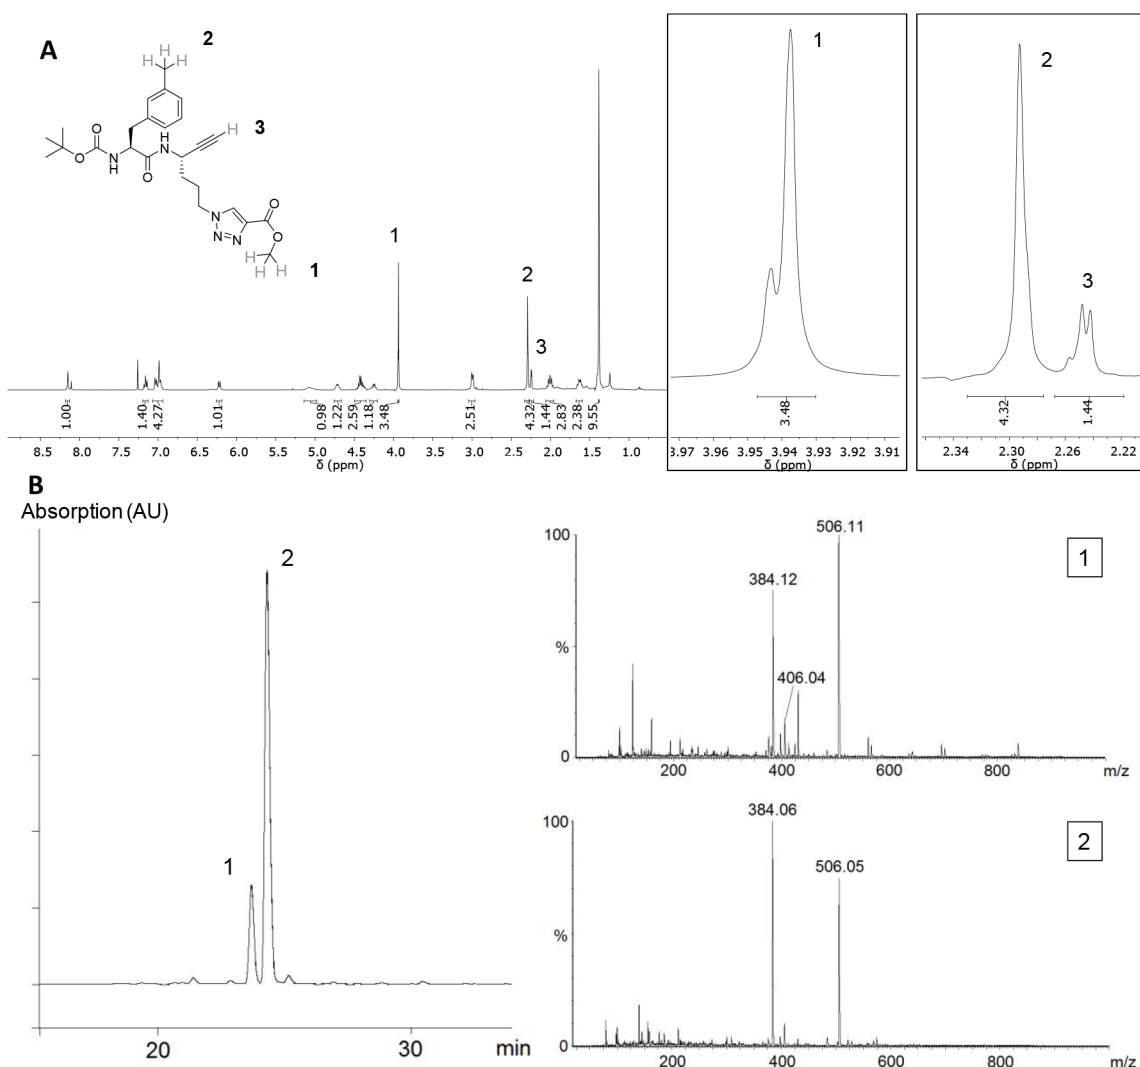 A
2
H
H
H
3
H
H
N
O
O
O
N
H
O
N
N
N
O
O
H
H
H
1
1
2
3
1.00
1.40
4.27
1.01
0.98
1.22
2.59
1.18
3.48
2.51
4.32
1.44
2.83
2.38
9.55
8.5 8.0 7.5 7.0 6.5 6.0 5.5 5.0 4.5 4.0 3.5 3.0 2.5 2.0 1.5 1.0
δ (ppm)
1
3.48
3.97 3.96 3.95 3.94 3.93 3.92 3.91
δ (ppm)
2
3
4.32
1.44
2.34 2.30 2.26 2.22
δ (ppm)
B
Absorption (AU)
1
2
20 30 min
100
%
0
384.12
406.04
506.11
1
200 400 600 800 m/z
100
%
0
384.06
506.05
2
200 400 600 800 m/z